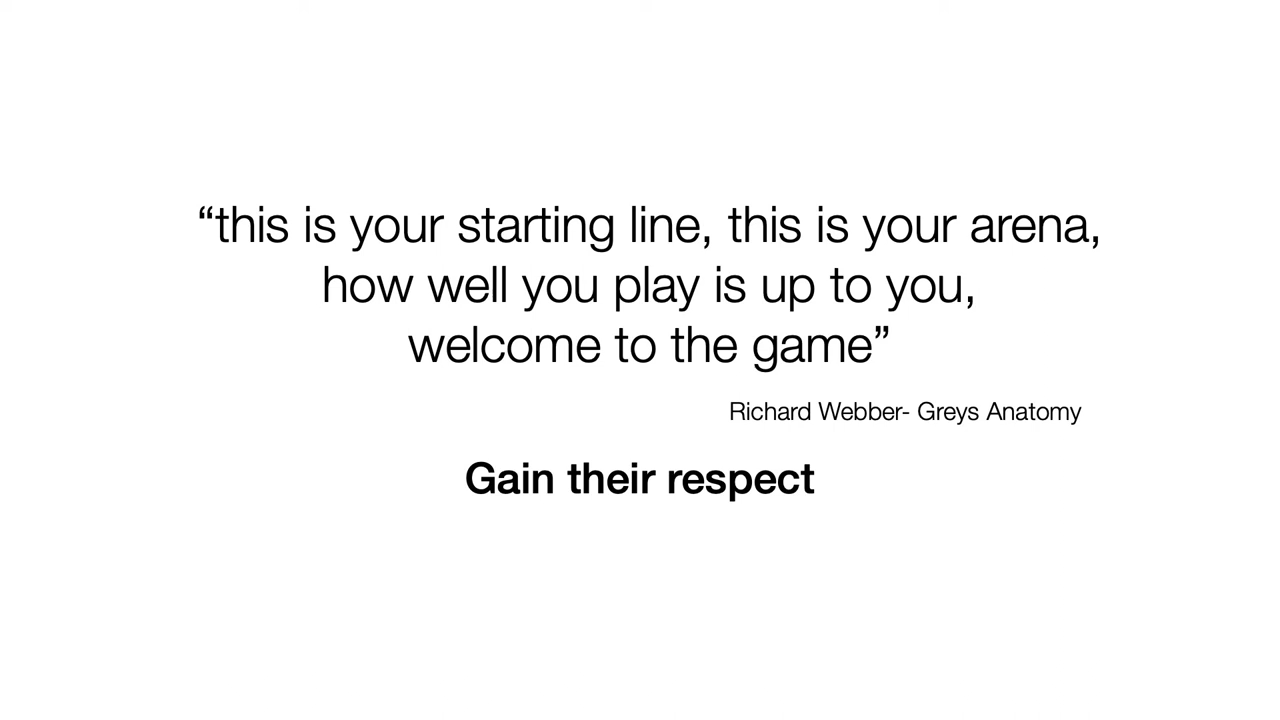 “this is your starting line, this is your arena,
how well you play is up to you,
welcome to the game”
Richard Webber- Greys Anatomy
Gain their respect